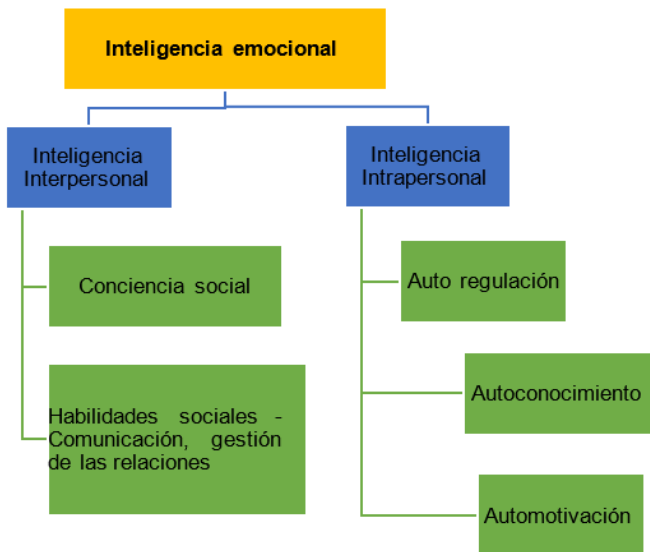 Inteligencia emocional
Inteligencia
Interpersonal
Inteligencia
Intrapersonal
Conciencia social
Habilidades sociales -
Comunicación, gestión
de las relaciones
Auto regulación
Autoconocimiento
Automotivación